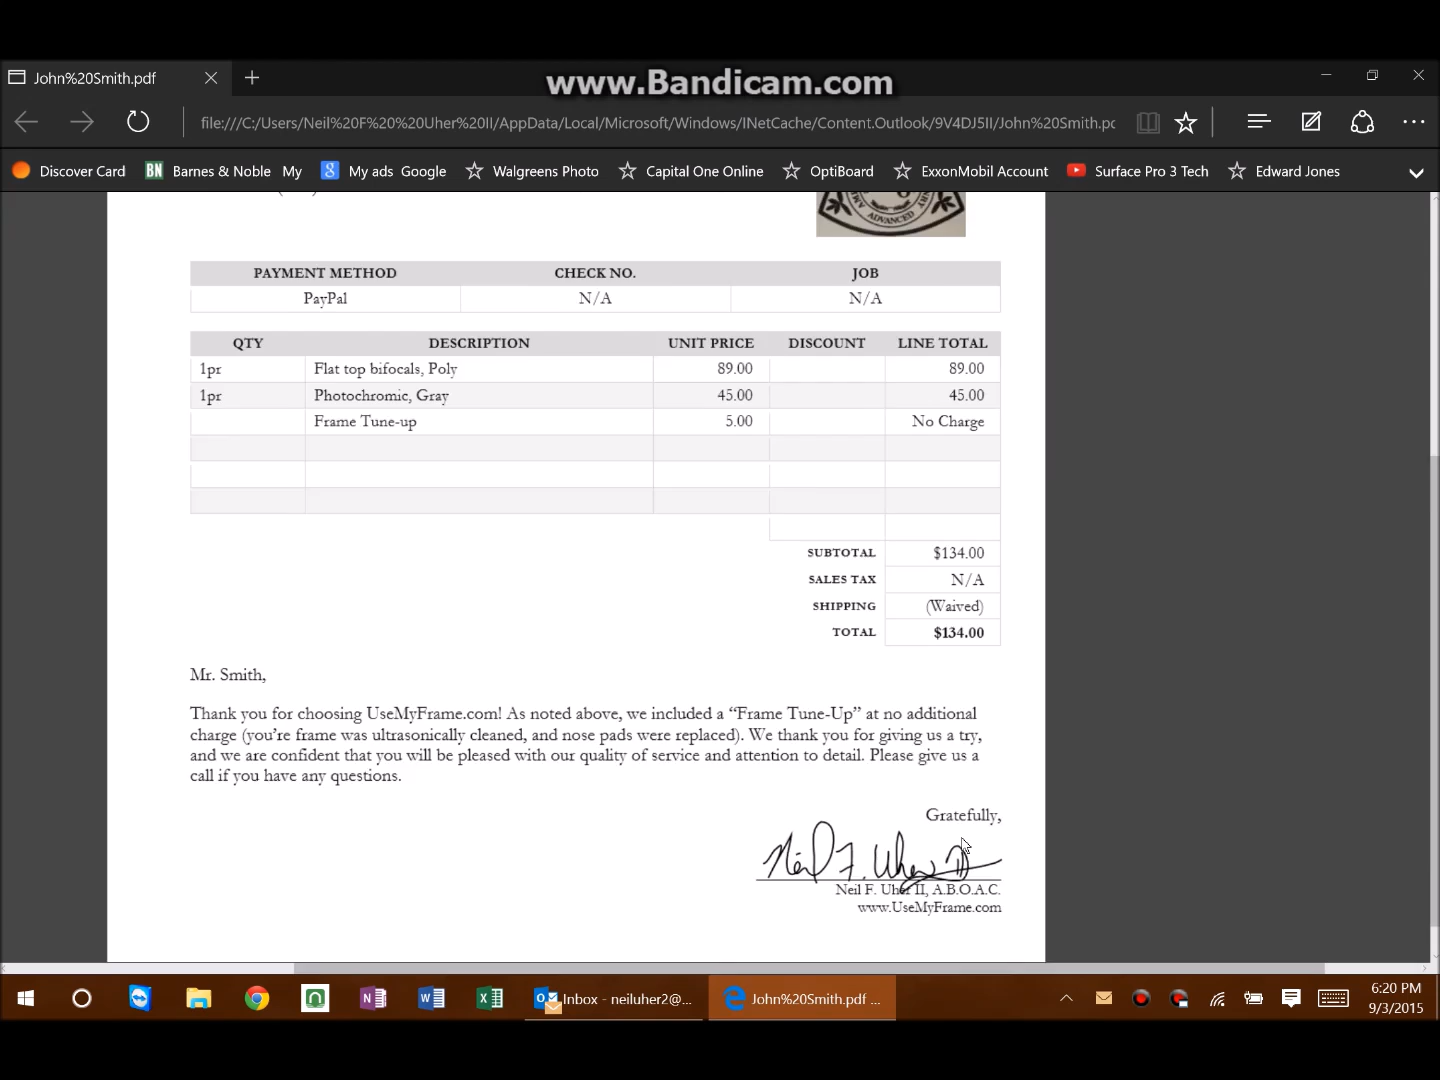 www.Bandicam.com
John%20Smith.pdf
file:///C:/Users/Neil%20F%20%20Uher%20II/AppData/Local/Microsoft/Windows/INetCache/Content.Outlook/9V4DJ5II/John%20Smith.pc
Discover Card BN Barnes & Noble My My ads Google Walgreens Photo Capital One Online OptiBoard ExxonMobil Account Surface Pro 3 Tech Edward Jones
ADVANCED
PAYMENT METHOD CHECK NO. JOB
PayPal N/A N/A
QTY DESCRIPTION UNIT PRICE DISCOUNT LINE TOTAL
1pr Flat top bifocals, Poly 89.00 89.00
1pr Photochromic, Gray 45.00 45.00
Frame Tune-up 5.00 No Charge
SUBTOTAL $134.00
SALES TAX N/A
SHIPPING (Waived)
TOTAL $134.00
Mr. Smith,
Thank you for choosing UseMyFrame.com! As noted above, we included a “Frame Tune-Up” at no additional
charge (you’re frame was ultrasonically cleaned, and nose pads were replaced). We thank you for giving us a try,
and we are confident that you will be pleased with our quality of service and attention to detail. Please give us a
call if you have any questions.
Gratefully,
Neil F. Uher II
Neil F. Uher II, A.B.O.A.C.
www.UseMyFrame.com
Inbox - neiluher2@... John%20Smith.pdf ... 6:20 PM
9/3/2015